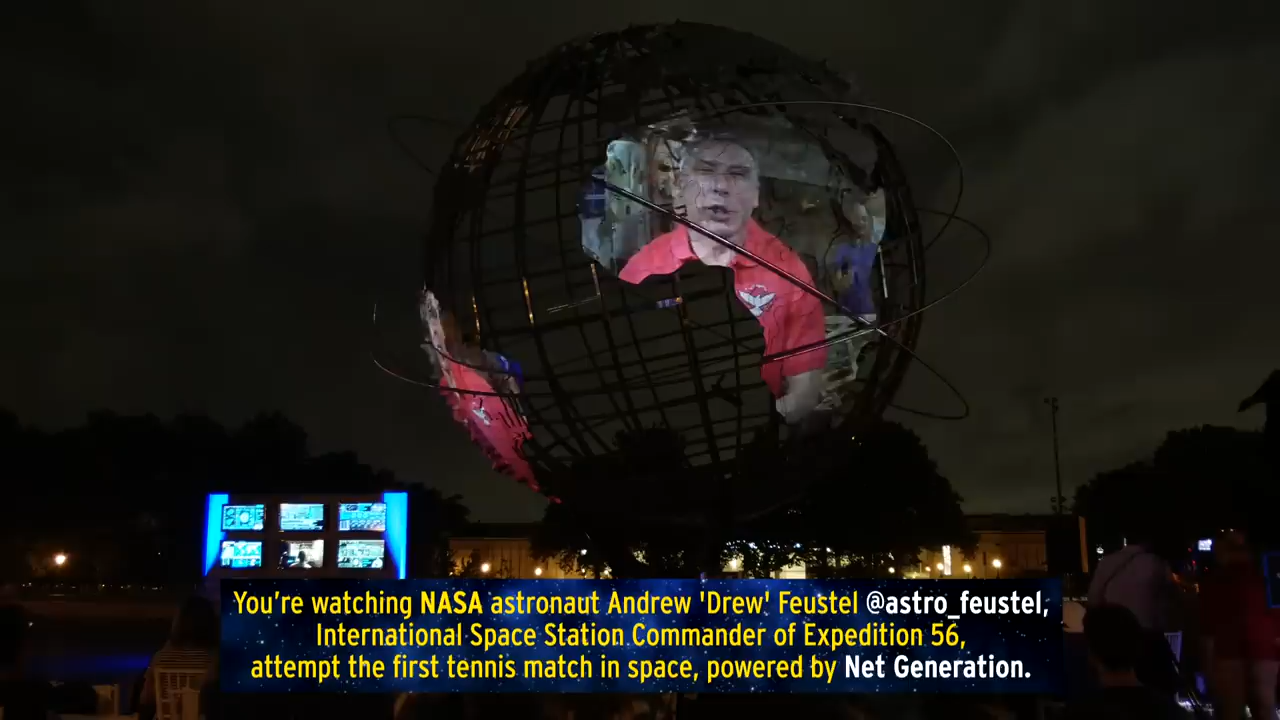 You're watching NASA astronaut Andrew 'Drew' Feustel @astro_feustel,
International Space Station Commander of Expedition 56,
attempt the first tennis match in space, powered by Net Generation.